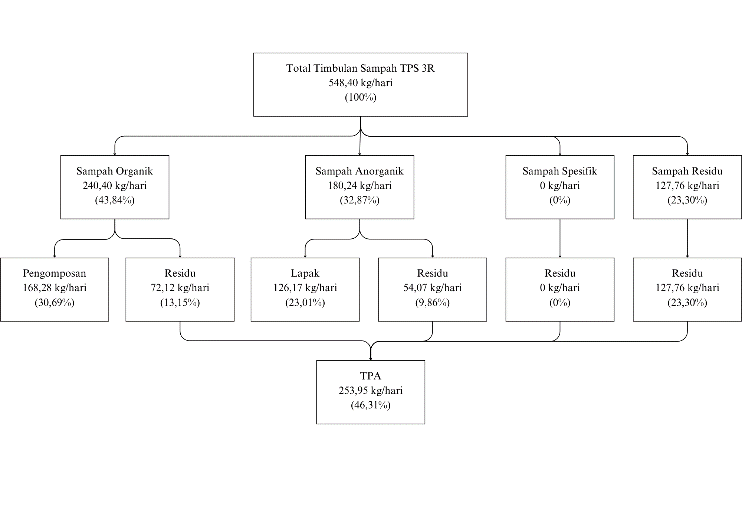 Total Timbulan Sampah TPS 3R
548,40 kg/hari
(100%)
Sampah Organik
240,40 kg/hari
(43,84%)
Sampah Anorganik
180,24 kg/hari
(32,87%)
Sampah Spesifik
0 kg/hari
(0%)
Sampah Residu
127,76 kg/hari
(23,30%)
Pengomposan
168,28 kg/hari
(30,69%)
Residu
72,12 kg/hari
(13,15%)
Lapak
126,17 kg/hari
(23,01%)
Residu
54,07 kg/hari
(9,86%)
Residu
0 kg/hari
(0%)
Residu
127,76 kg/hari
(23,30%)
TPA
253,95 kg/hari
(46,31%)